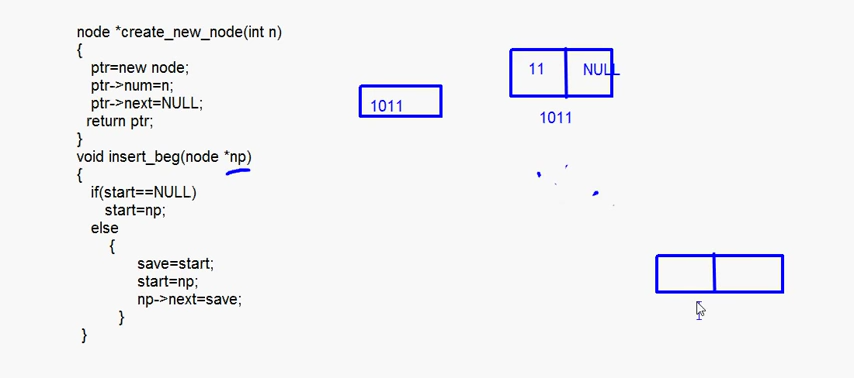 node *create_new_node(int n)
{
ptr=new node;
ptr->num=n;
ptr->next=NULL;
return ptr;
}
void insert_beg(node *np)
{
if(start==NULL)
start=np;
else
{
save=start;
start=np;
np->next=save;
}
}
1011
11 NULL
1011